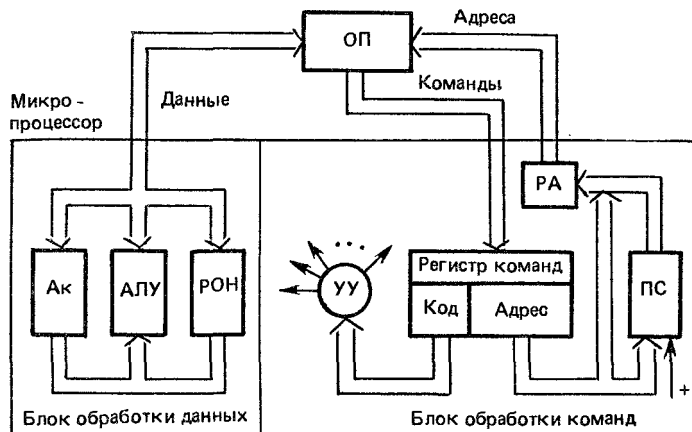 Адреса
ОП
Команды
Данные
Микро-
процессор
РА
...
Ак
АЛУ
РОН
УУ
Регистр команд
Код
Адрес
ПС
+
Блок обработки данных
Блок обработки команд